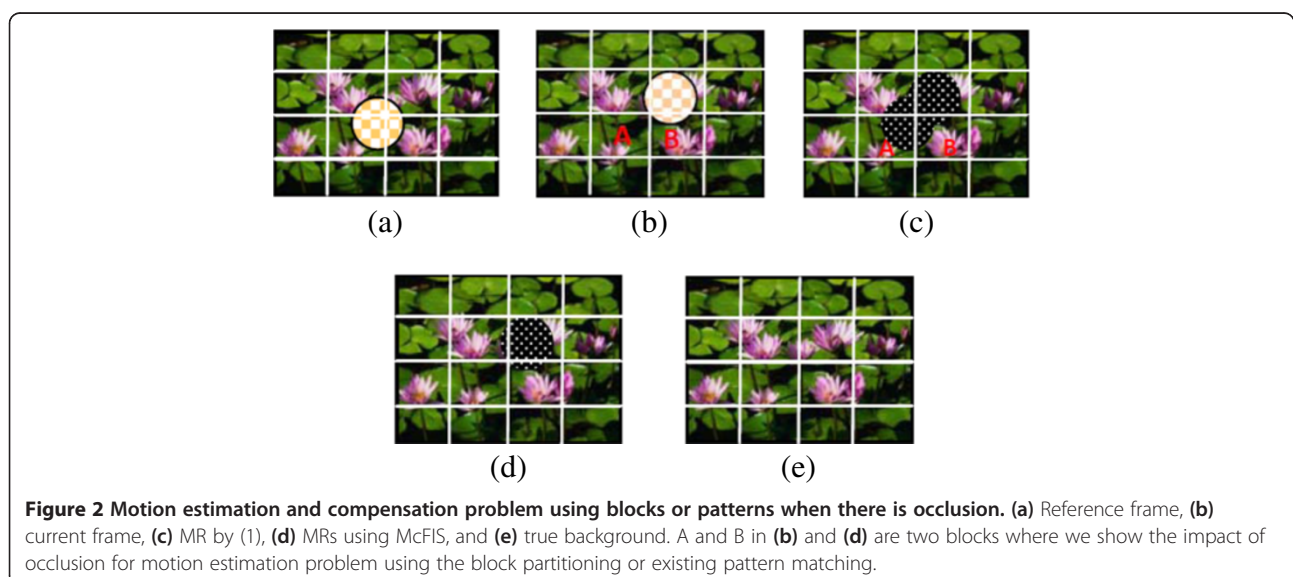 A B
A B
(a) (b) (c)
(d) (e)
Figure 2 Motion estimation and compensation problem using blocks or patterns when there is occlusion. (a) Reference frame, (b)
current frame, (c) MR by (1), (d) MRs using McFIS, and (e) true background. A and B in (b) and (d) are two blocks where we show the impact of
occlusion for motion estimation problem using the block partitioning or existing pattern matching.